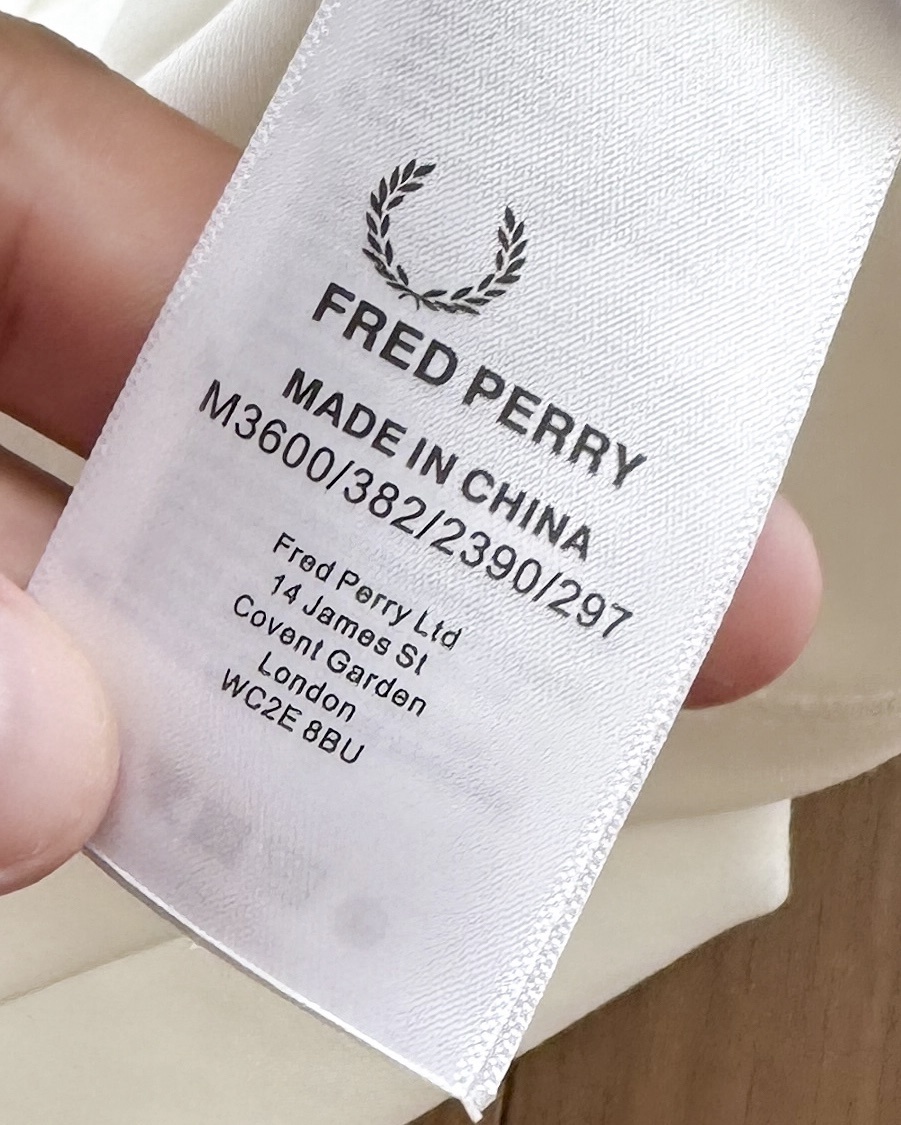 FRED PERRY
MADE IN CHINA
M3600/382/2390/297
Fred Perry Ltd
14 James St
Covent Garden
London
WC2E 8BU